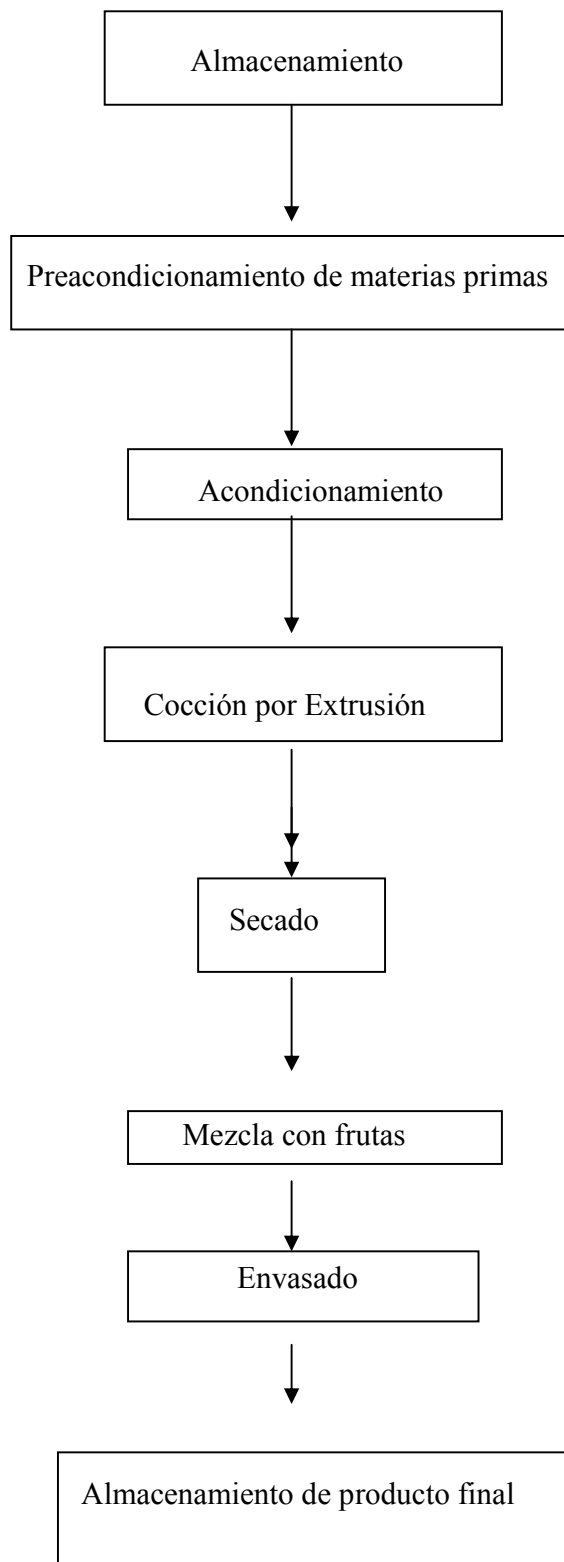 Almacenamiento
Preacondicionamiento de materias primas
Acondicionamiento
Cocción por Extrusión
Secado
Mezcla con frutas
Envasado
Almacenamiento de producto final